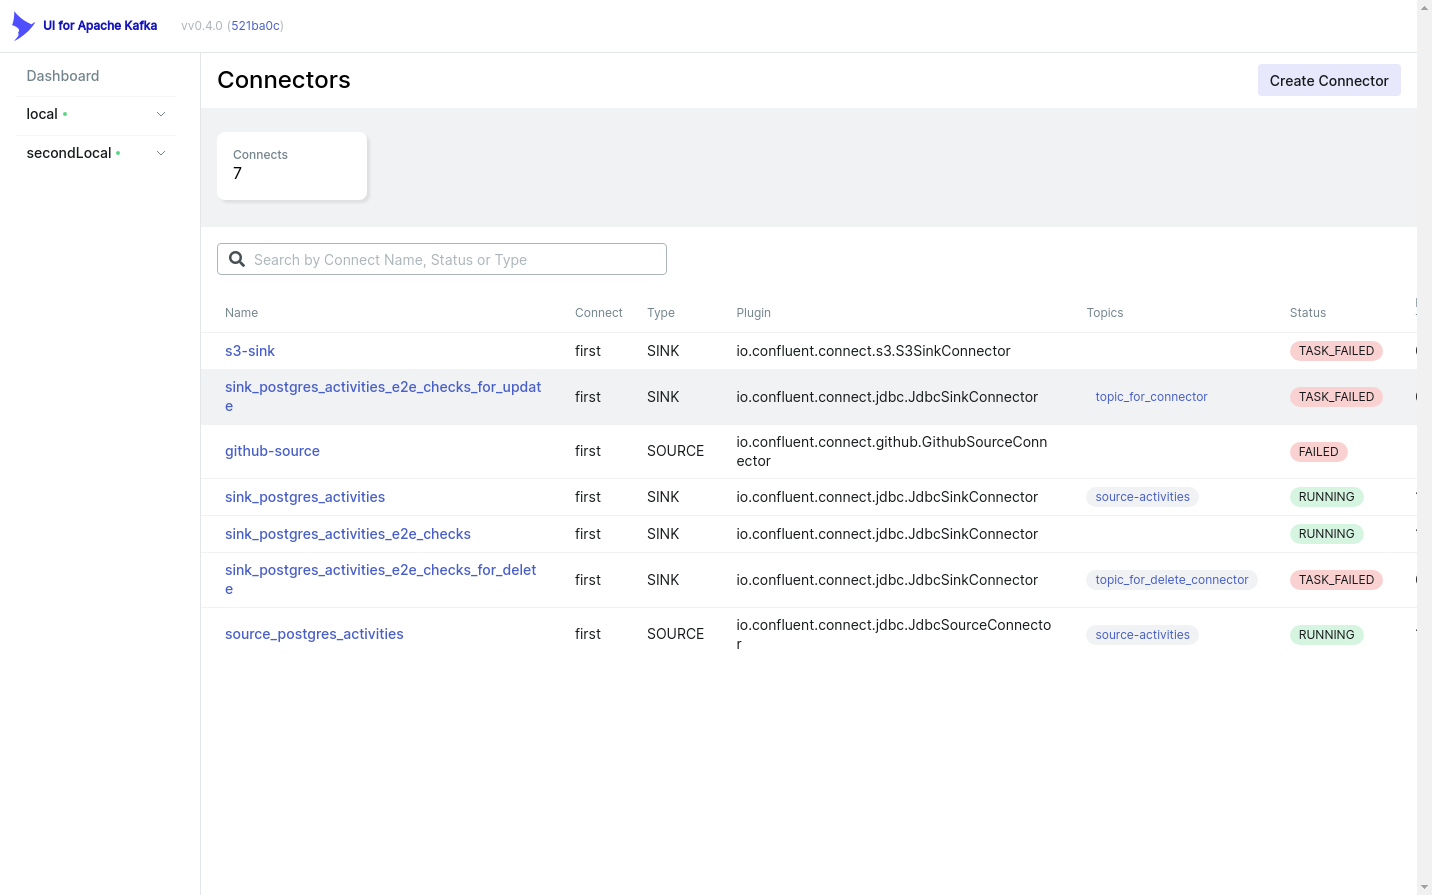 UI for Apache Kafka vv0.4.0 (521ba0c)
Dashboard
local
secondLocal
Connectors
Create Connector
Connects
7
Search by Connect Name, Status or Type
Name Connect Type Plugin Topics Status
s3-sink first SINK io.confluent.connect.s3.S3SinkConnector TASK_FAILED
sink_postgres_activities_e2e_checks_for_updat
e
first SINK io.confluent.connect.jdbc.JdbcSinkConnector topic_for_connector TASK_FAILED
github-source first SOURCE
io.confluent.connect.github.GithubSourceConn
ector
FAILED
sink_postgres_activities first SINK io.confluent.connect.jdbc.JdbcSinkConnector source-activities RUNNING
sink_postgres_activities_e2e_checks first SINK io.confluent.connect.jdbc.JdbcSinkConnector RUNNING
sink_postgres_activities_e2e_checks_for_delet
e
first SINK io.confluent.connect.jdbc.JdbcSinkConnector topic_for_delete_connector TASK_FAILED
source_postgres_activities first SOURCE
io.confluent.connect.jdbc.JdbcSourceConnecto
r
source-activities RUNNING